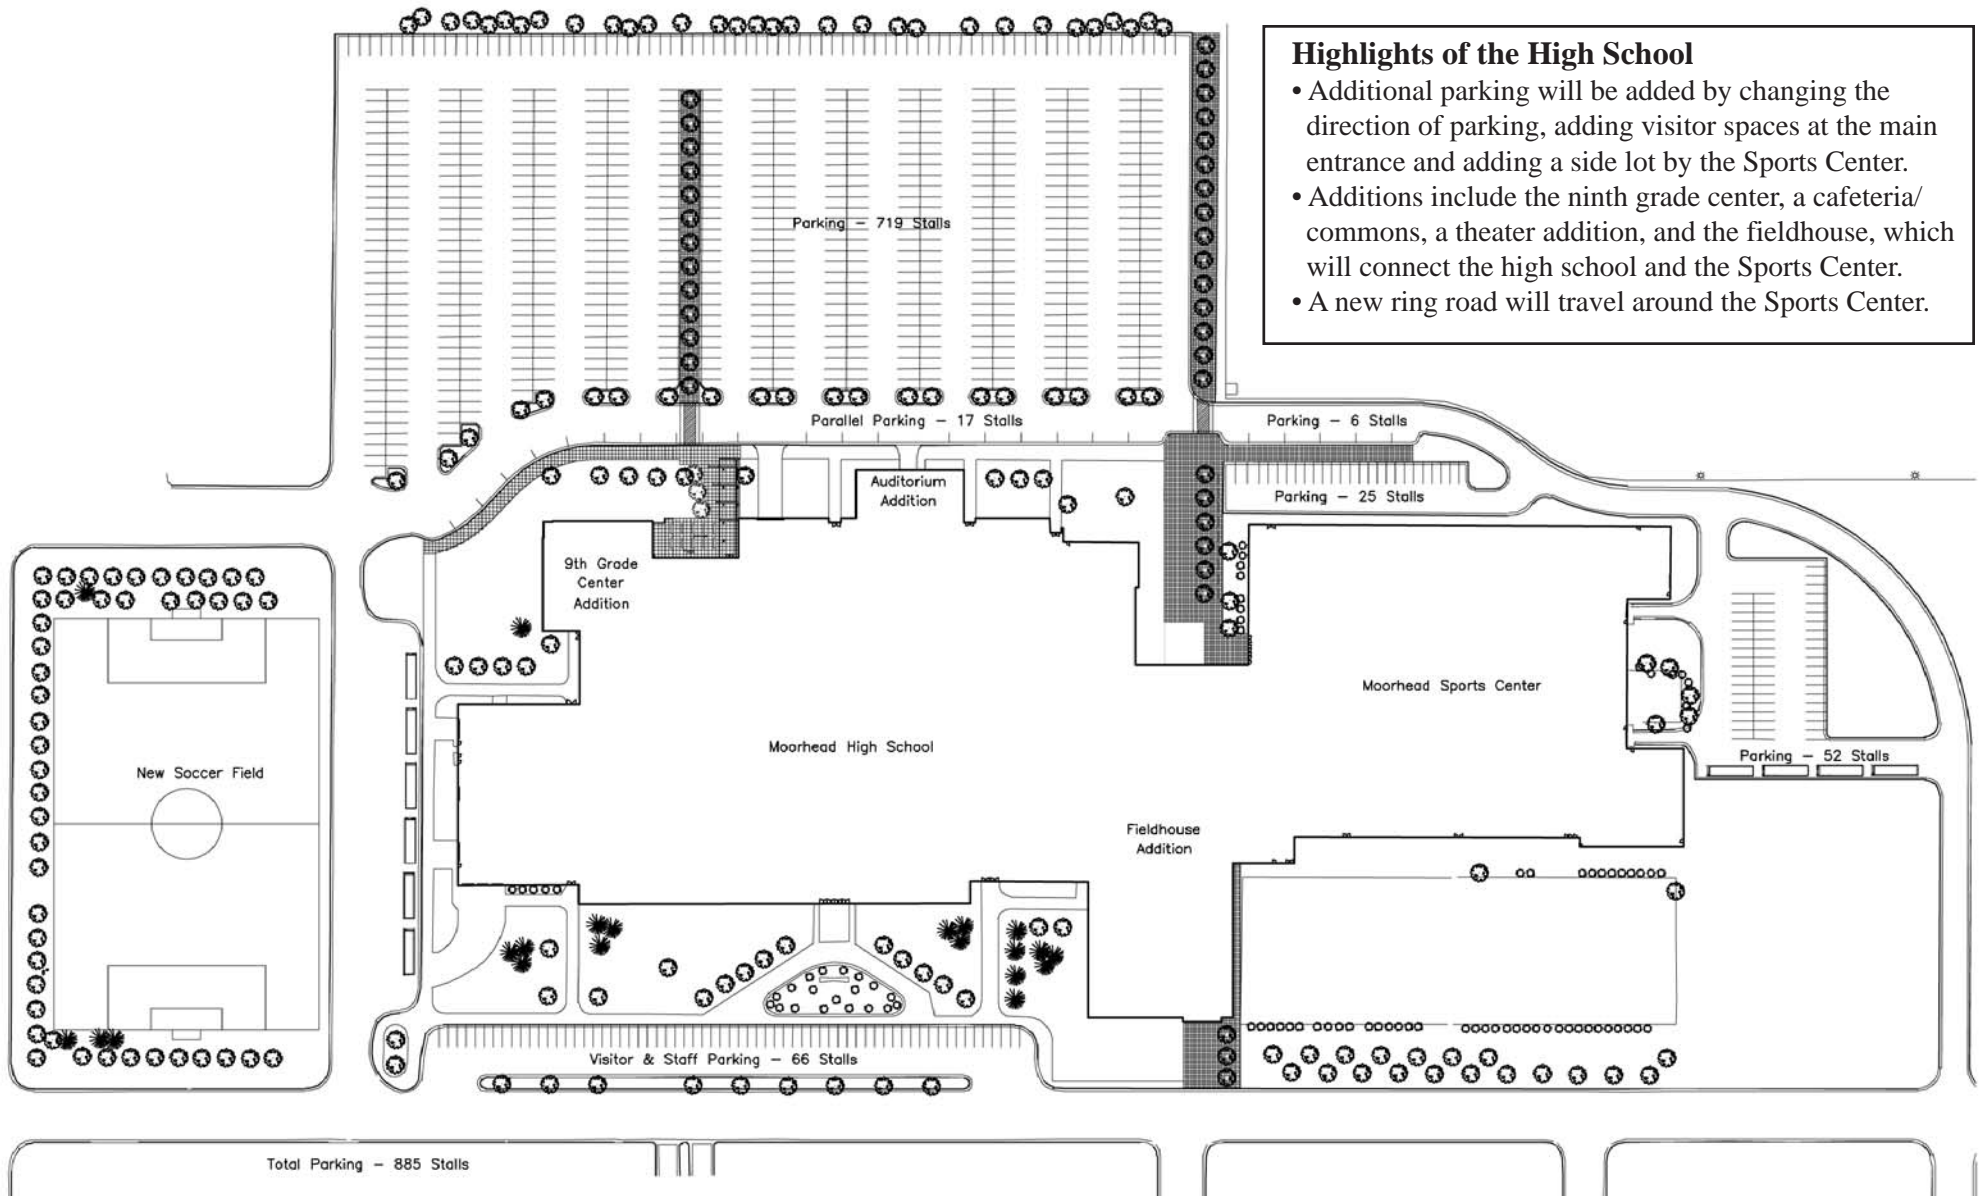 Highlights of the High School
• Additional parking will be added by changing the
direction of parking, adding visitor spaces at the main
entrance and adding a side lot by the Sports Center.
• Additions include the ninth grade center, a cafeteria/
commons, a theater addition, and the fieldhouse, which
will connect the high school and the Sports Center.
• A new ring road will travel around the Sports Center.
Parking – 719 Stalls
Parallel Parking – 17 Stalls
Parking – 6 Stalls
Auditorium
Addition
Parking – 25 Stalls
9th Grade
Center
Addition
Moorhead Sports Center
Moorhead High School
Parking – 52 Stalls
New Soccer Field
Fieldhouse
Addition
Visitor & Staff Parking – 66 Stalls
Total Parking – 885 Stalls